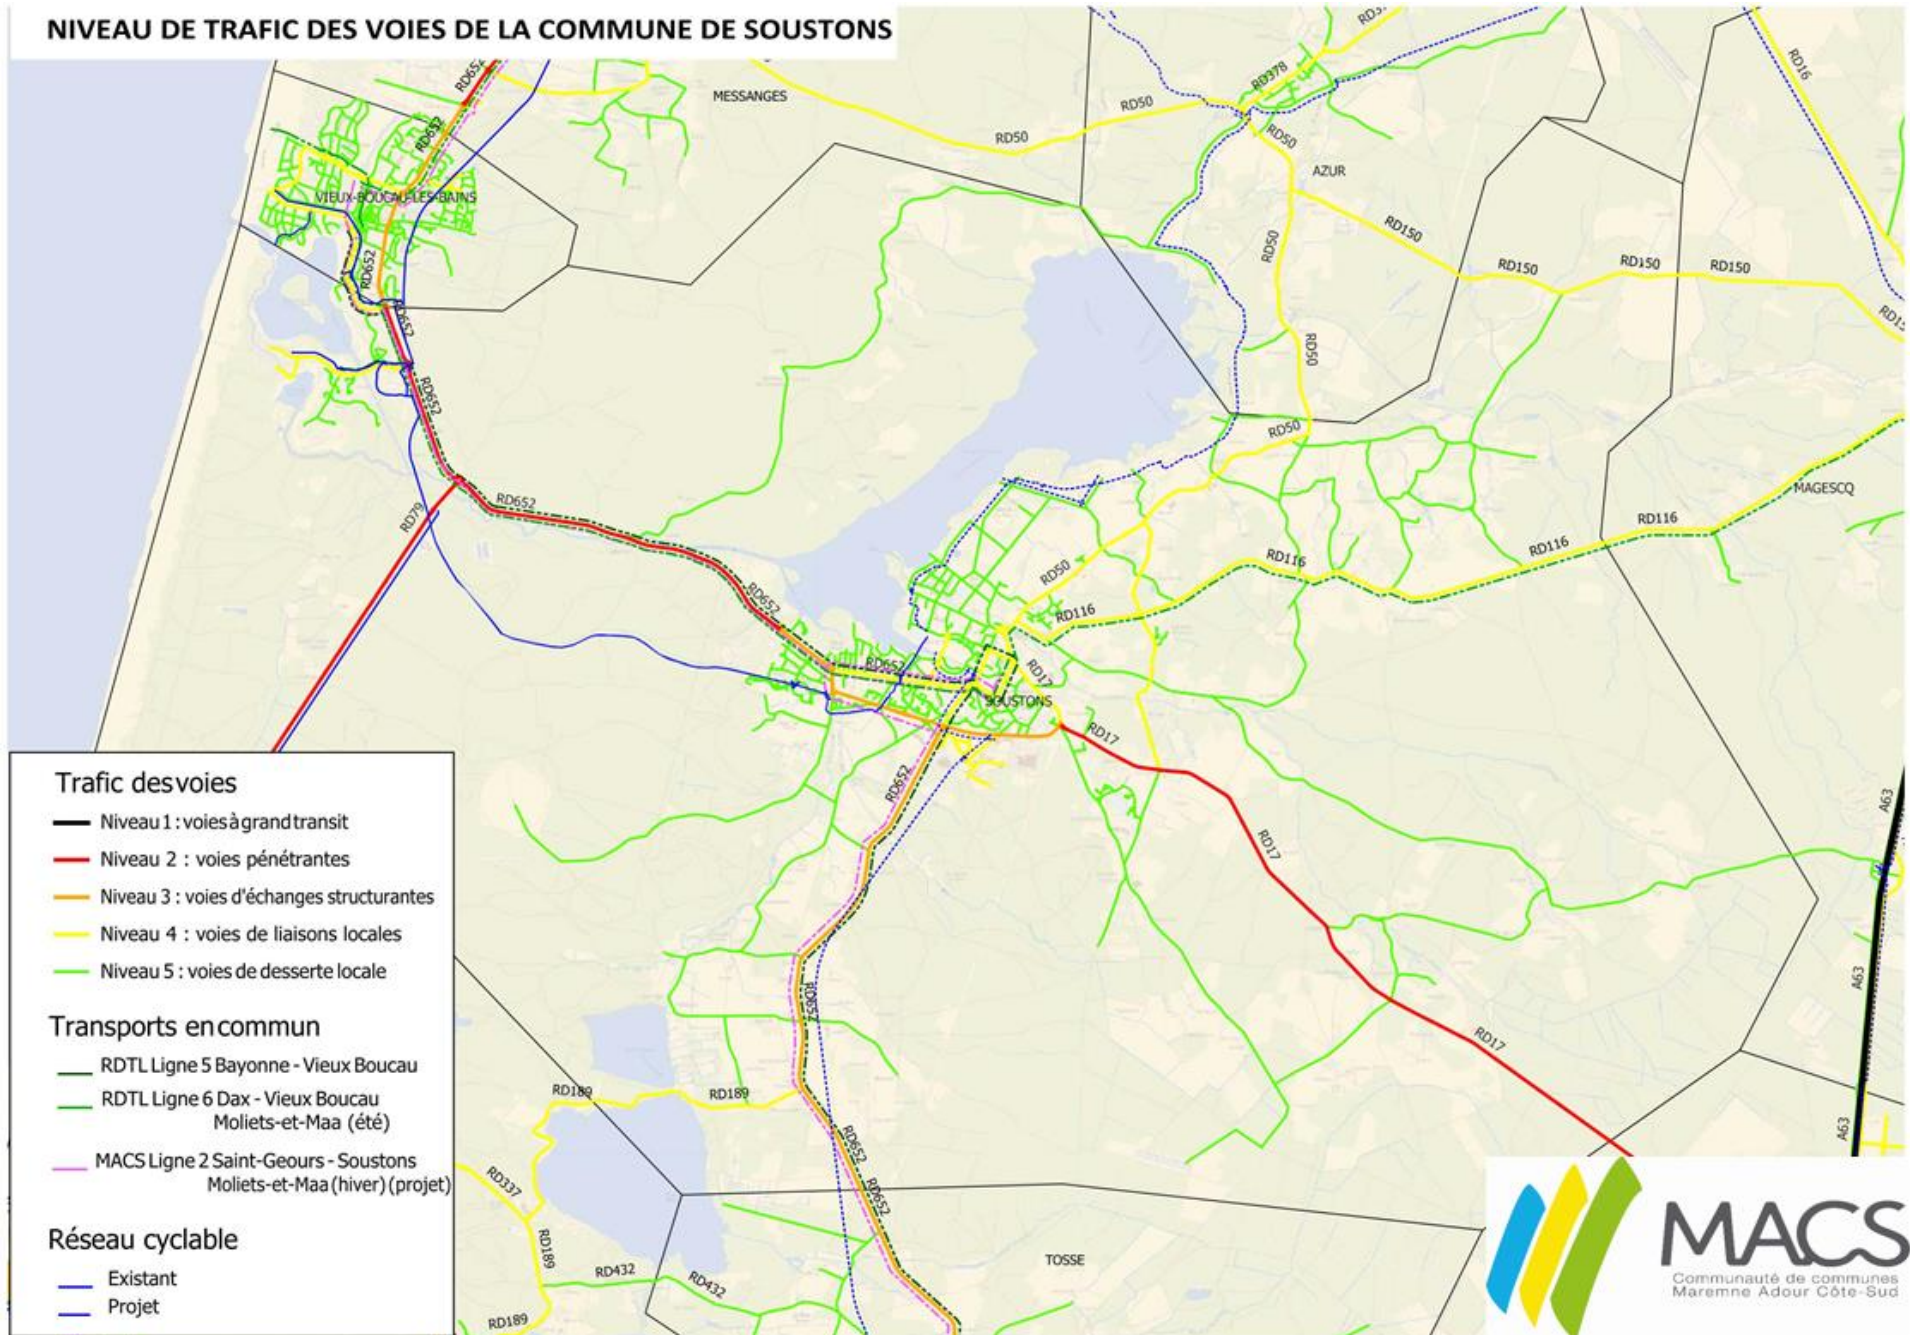 NIVEAU DE TRAFIC DES VOIES DE LA COMMUNE DE SOUSTONS
RD652
RD37
RD378
RD16
MESSANGES
RD50
RD50
RD50
RD652
AZUR
VIEUX-BOUCAU-LES-BAINS
RD150
RD50
RD652
RD150
RD150
RD150
RD652
RD50
RD652
RD50
MAGESCQ
RD652
RD79
RD116
RD116
RD116
RD50
RD652
RD116
RD652
RD17
SOUSTONS
RD17
RD652
A63
RD17
A63
RD652
RD17
RD189
RD189
A63
RD652
RD337
RD652
RD189
TOSSE
RD432
RD432
RD189
Trafic des voies
Niveau 1 : voies à grand transit
Niveau 2 : voies pénétrantes
Niveau 3 : voies d'échanges structurantes
Niveau 4 : voies de liaisons locales
Niveau 5 : voies de desserte locale
Transports en commun
RDTL Ligne 5 Bayonne - Vieux Boucau
RDTL Ligne 6 Dax - Vieux Boucau
Moliets-et-Maa (été)
MACS Ligne 2 Saint-Geours - Soustons
Moliets-et-Maa (hiver) (projet)
Réseau cyclable
Existant
Projet
MACS
Communauté de communes
Maremne Adour Côte-Sud